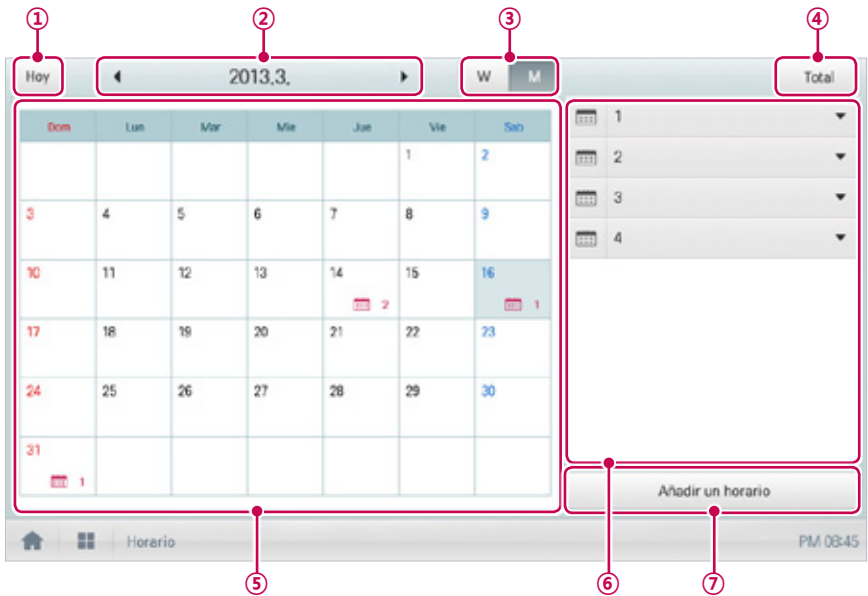 ① ② ③ ④
Hoy 2013.3. W M Total
Dom Lun Mar Mie Jue Vie Sab
1 2
3 4 5 6 7 8 9
10 11 12 13 14 15 16
2 1
17 18 19 20 21 22 23
24 25 26 27 28 29 30
31
1
1
2
3
4
Añadir un horario
Horario PM 08:45
⑤ ⑥ ⑦